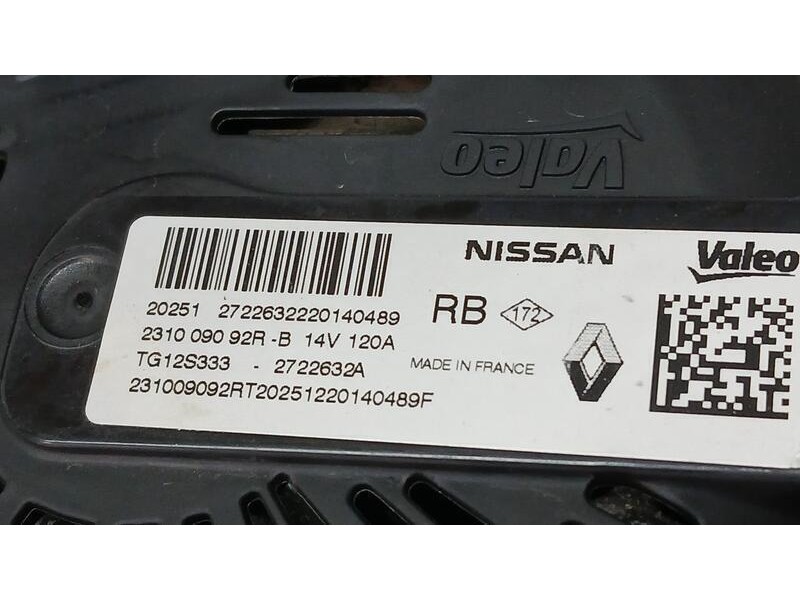 Valeo
NISSAN Valeo
20251 2722632220140489
RB 172
2310 090 92R -B 14V 120A
TG12S333 - 2722632A
MADE IN FRANCE
231009092RT20251220140489F